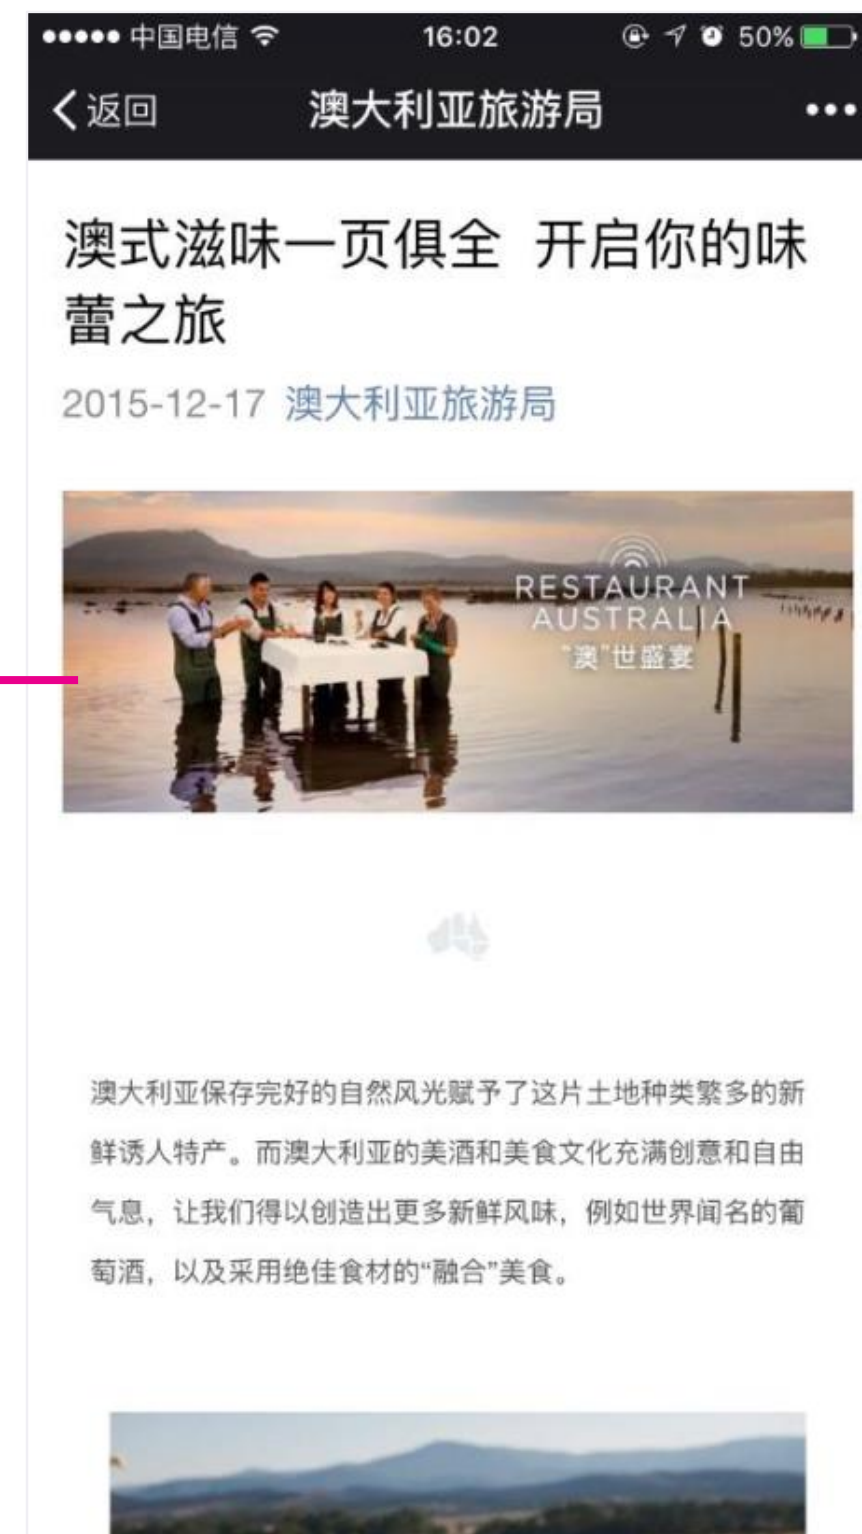 中国电信 16:02 50%
返回 澳大利亚旅游局
澳式滋味一页俱全 开启你的味
蕾之旅
2015-12-17 澳大利亚旅游局
RESTAURANT
AUSTRALIA
“澳”世盛宴
澳大利亚保存完好的自然风光赋予了这片土地种类繁多的新
鲜诱人特产。而澳大利亚的美酒和美食文化充满创意和自由
气息，让我们得以创造出更多新鲜风味，例如世界闻名的葡
萄酒，以及采用绝佳食材的“融合”美食。